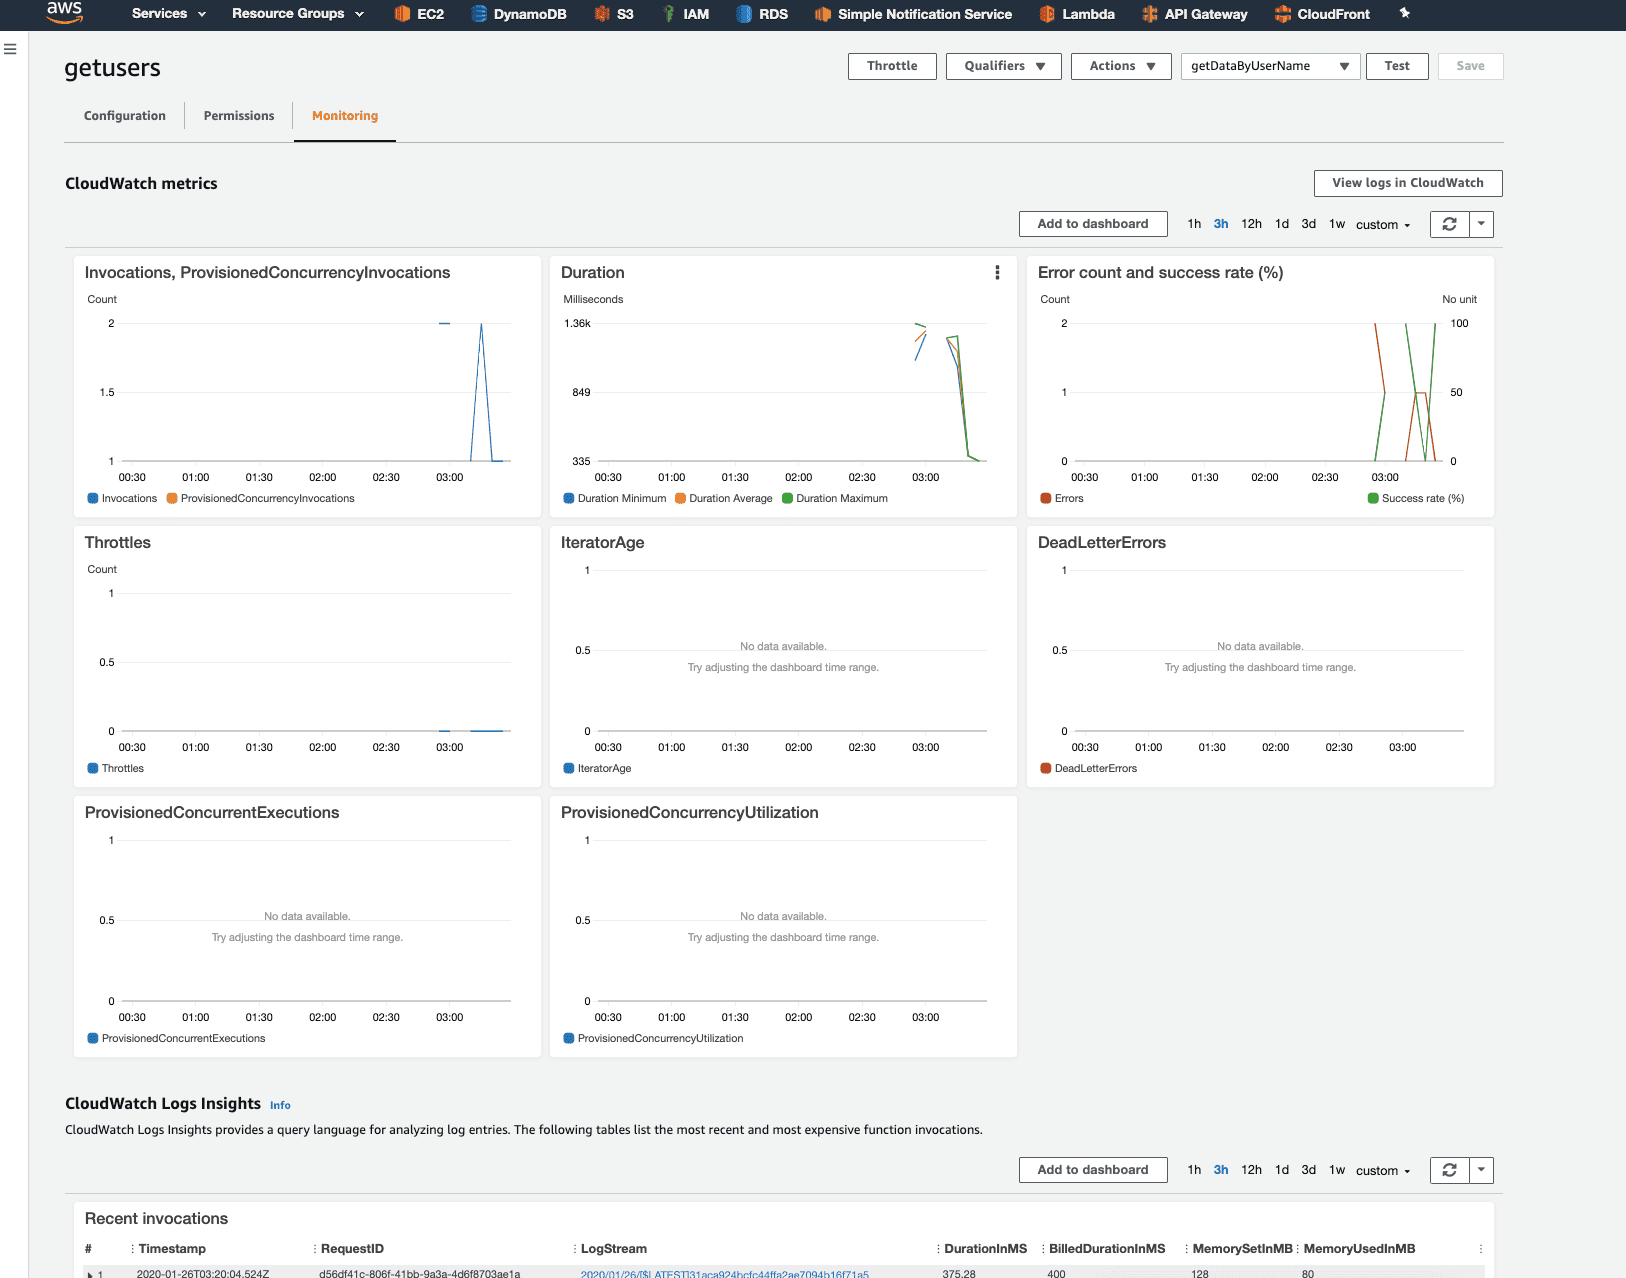 aws Services Resource Groups EC2 DynamoDB S3 IAM RDS Simple Notification Service Lambda API Gateway CloudFront
getusers Throttle Qualifiers Actions getDataByUserName Test Save
Configuration Permissions Monitoring
CloudWatch metrics View logs in CloudWatch
Add to dashboard 1h 3h 12h 1d 3d 1w custom
Invocations, ProvisionedConcurrencyInvocations
Count
2
1.5
1
00:30 01:00 01:30 02:00 02:30 03:00
Invocations ProvisionedConcurrencyInvocations
Duration
Milliseconds
1.36k
849
335
00:30 01:00 01:30 02:00 02:30 03:00
Duration Minimum Duration Average Duration Maximum
Error count and success rate (%)
Count No unit
2 100
1 50
0 0
00:30 01:00 01:30 02:00 02:30 03:00
Errors Success rate (%)
Throttles
Count
1
0.5
0
00:30 01:00 01:30 02:00 02:30 03:00
Throttles
IteratorAge
1
No data available.
0.5
Try adjusting the dashboard time range.
0
00:30 01:00 01:30 02:00 02:30 03:00
IteratorAge
DeadLetterErrors
1
No data available.
0.5
Try adjusting the dashboard time range.
0
00:30 01:00 01:30 02:00 02:30 03:00
DeadLetterErrors
ProvisionedConcurrentExecutions
1
No data available.
0.5
Try adjusting the dashboard time range.
0
00:30 01:00 01:30 02:00 02:30 03:00
ProvisionedConcurrentExecutions
ProvisionedConcurrencyUtilization
1
No data available.
0.5
Try adjusting the dashboard time range.
0
00:30 01:00 01:30 02:00 02:30 03:00
ProvisionedConcurrencyUtilization
CloudWatch Logs Insights Info
CloudWatch Logs Insights provides a query language for analyzing log entries. The following tables list the most recent and most expensive function invocations.
Add to dashboard 1h 3h 12h 1d 3d 1w custom
Recent invocations
# Timestamp RequestID LogStream DurationInMS BilledDurationInMS MemorySetInMB MemoryUsedInMB
1 2020-01-26T03:20:04.524Z d56df41c-806f-41bb-9a3a-4d6f8703ae1a 2020/01/26/[$LATEST]31aca924bcfc44ffa2ae7094b16f71a5 375.28 400 128 80